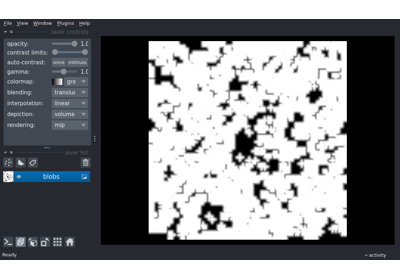 File View Window Plugins Help
layer controls
opacity: 1.0
contrast limits:
auto-contrast: once continuous
gamma: 1.0
colormap: gra
blending: translu
interpolation: linear
depiction: volume
rendering: mip
layer list
blobs
Ready
activity